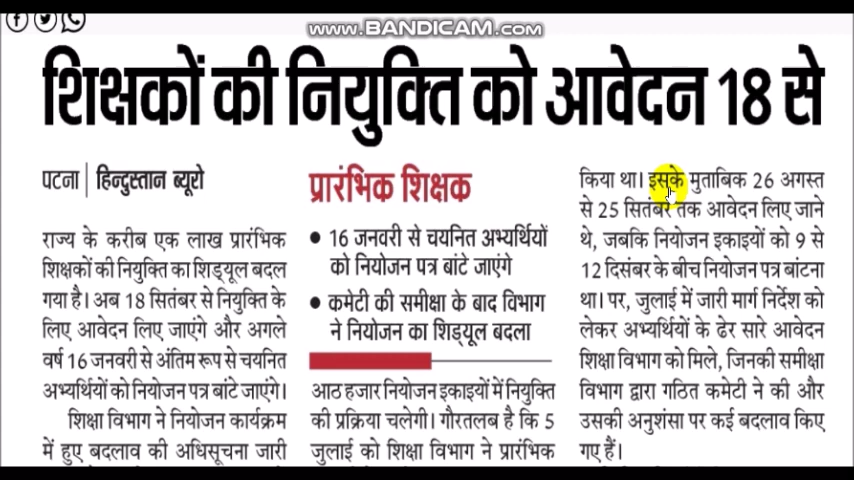 www.BANDICAM.com
शिक्षकों की नियुक्ति को आवेदन 18 से
पटना | हिन्दुस्तान ब्यूरो
राज्य के करीब एक लाख प्रारंभिक
शिक्षकों की नियुक्ति का शिड्यूल बदल
गया है। अब 18 सितंबर से नियुक्ति के
लिए आवेदन लिए जाएंगे और अगले
वर्ष 16 जनवरी से अंतिम रूप से चयनित
अभ्यर्थियों को नियोजन पत्र बांटे जाएंगे।
शिक्षा विभाग ने नियोजन कार्यक्रम
में हुए बदलाव की अधिसूचना जारी
प्रारंभिक शिक्षक
• 16 जनवरी से चयनित अभ्यर्थियों
को नियोजन पत्र बांटे जाएंगे
• कमेटी की समीक्षा के बाद विभाग
ने नियोजन का शिड्यूल बदला
आठ हजार नियोजन इकाइयों में नियुक्ति
की प्रक्रिया चलेगी। गौरतलब है कि 5
जुलाई को शिक्षा विभाग ने प्रारंभिक
किया था। इसके मुताबिक 26 अगस्त
से 25 सितंबर तक आवेदन लिए जाने
थे, जबकि नियोजन इकाइयों को 9 से
12 दिसंबर के बीच नियोजन पत्र बांटना
था। पर, जुलाई में जारी मार्ग निर्देश को
लेकर अभ्यर्थियों के ढेर सारे आवेदन
शिक्षा विभाग को मिले, जिनकी समीक्षा
विभाग द्वारा गठित कमेटी ने की और
उसकी अनुशंसा पर कई बदलाव किए
गए हैं।